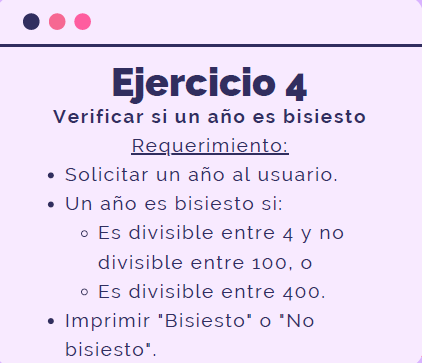 Ejercicio 4
Verificar si un año es bisiesto
Requerimiento:
• Solicitar un año al usuario.
• Un año es bisiesto si:
◦ Es divisible entre 4 y no
divisible entre 100, o
◦ Es divisible entre 400.
• Imprimir "Bisiesto" o "No
bisiesto".